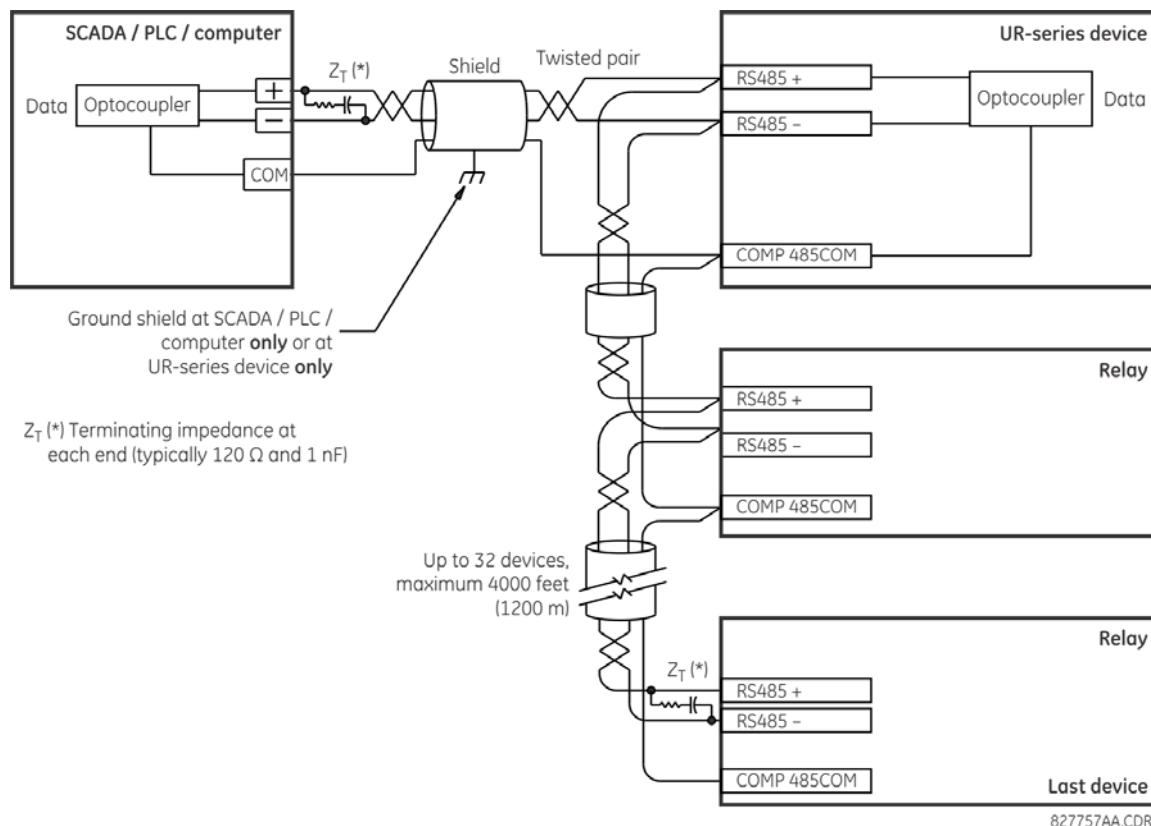 SCADA / PLC / computer
UR-series device
Z_T (*)
Shield
Twisted pair
Data
Optocoupler
+
−
COM
RS485 +
RS485 –
Optocoupler
Data
COMP 485COM
Ground shield at SCADA / PLC /
computer only or at
UR-series device only
Z_T (*) Terminating impedance at
each end (typically 120 Ω and 1 nF)
Relay
RS485 +
RS485 –
COMP 485COM
Up to 32 devices,
maximum 4000 feet
(1200 m)
Relay
Z_T (*)
RS485 +
RS485 –
COMP 485COM
Last device
827757AA.CDR